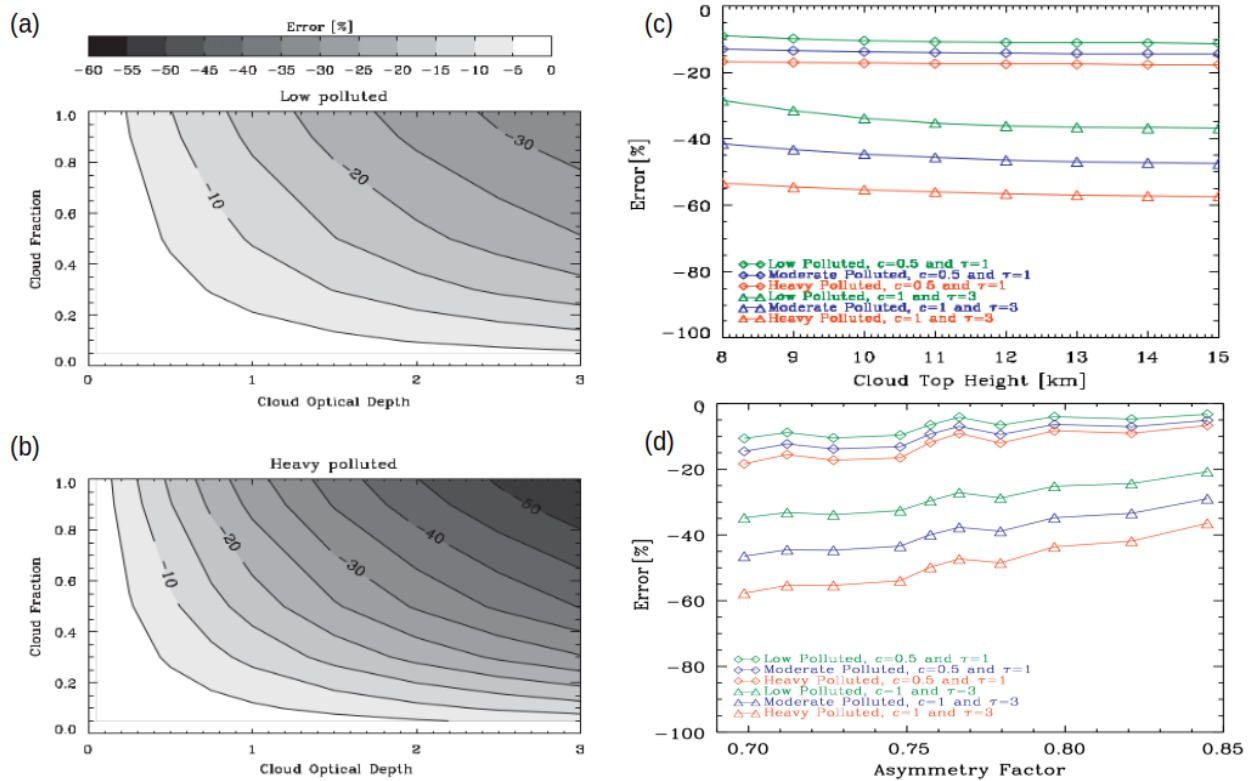 (a)
Error [%]
-60 -55 -50 -45 -40 -35 -30 -25 -20 -15 -10 -5 0
Low polluted
1.0
0.8
0.6
0.4
0.2
0.0
Cloud Fraction
-10
-20
-30
0 1 2 3
Cloud Optical Depth
(b)
Heavy polluted
1.0
0.8
0.6
0.4
0.2
0.0
Cloud Fraction
-10
-20
-30
-40
-50
0 1 2 3
Cloud Optical Depth
(c)
0
-20
-40
-60
-80
-100
Error[%]
Low Polluted, c=0.5 and τ=1
Moderate Polluted, c=0.5 and τ=1
Heavy Polluted, c=0.5 and τ=1
Low Polluted, c=1 and τ=3
Moderate Polluted, c=1 and τ=3
Heavy Polluted, c=1 and τ=3
8 9 10 11 12 13 14 15
Cloud Top Height [km]
(d)
0
-20
-40
-60
-80
-100
Error[%]
Low Polluted, c=0.5 and τ=1
Moderate Polluted, c=0.5 and τ=1
Heavy Polluted, c=0.5 and τ=1
Low Polluted, c=1 and τ=3
Moderate Polluted, c=1 and τ=3
Heavy Polluted, c=1 and τ=3
0.70 0.75 0.80 0.85
Asymmetry Factor